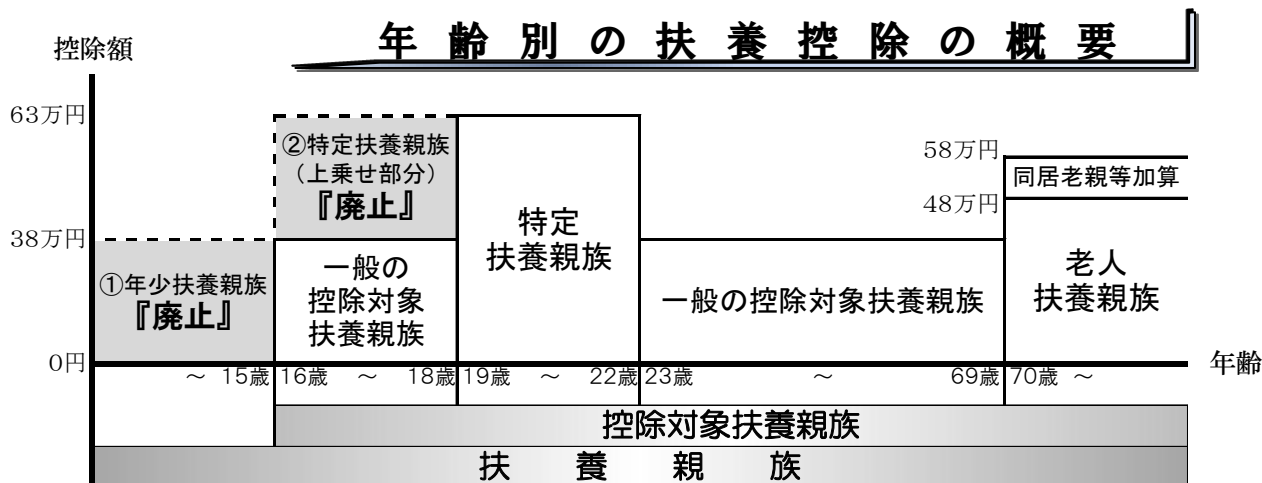 年齢別の扶養控除の概要
控除額
63万円
②特定扶養親族
（上乗せ部分）
『廃止』
58万円
同居老親等加算
48万円
特定
扶養親族
38万円
①年少扶養親族
『廃止』
一般の
控除対象
扶養親族
一般の控除対象扶養親族
老人
扶養親族
0円
～ 15歳 16歳 ～ 18歳 19歳 ～ 22歳 23歳 ～ 69歳 70歳 ～
年齢
控除対象扶養親族
扶養親族